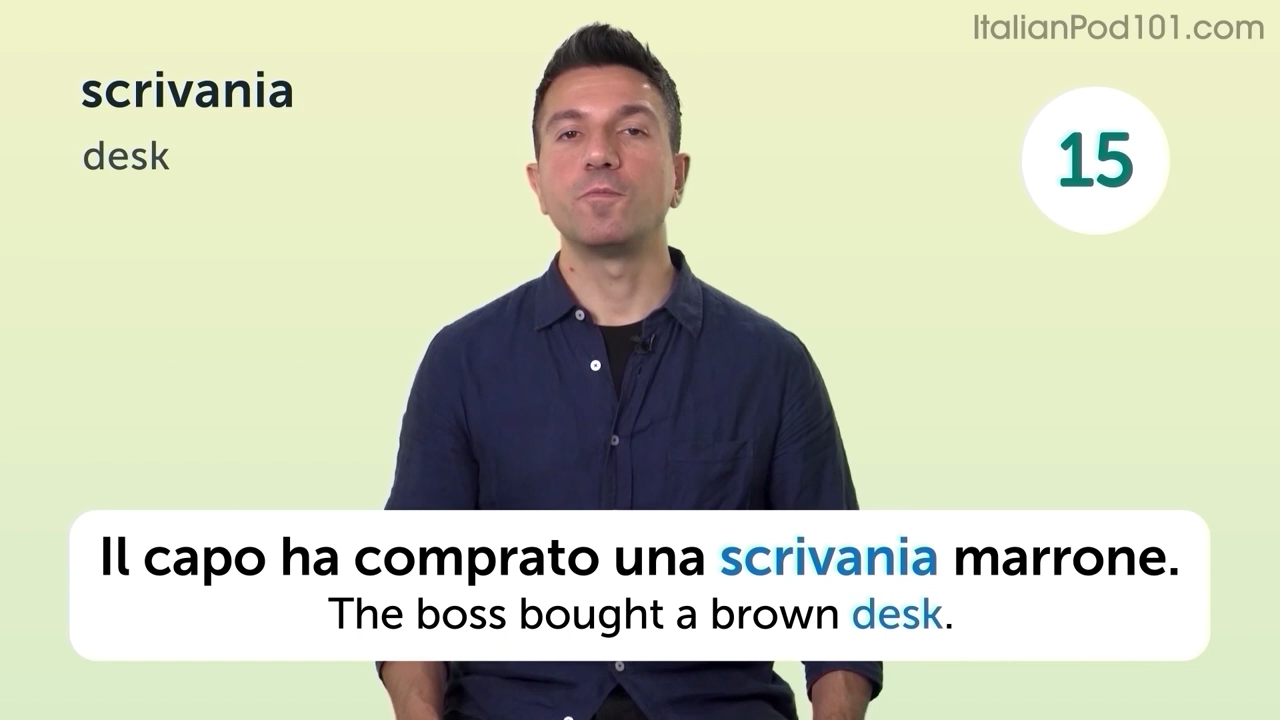 ItalianPod101.com
scrivania
desk
15
Il capo ha comprato una scrivania marrone.
The boss bought a brown desk.